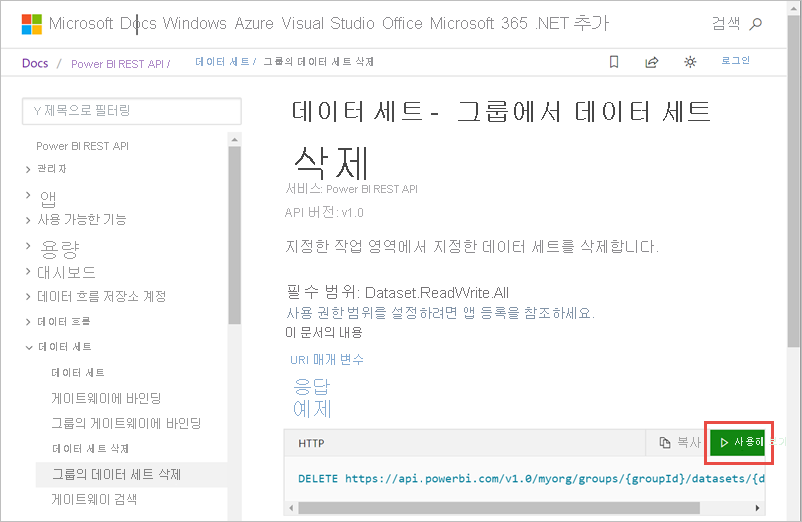 Microsoft Docs Windows Azure Visual Studio Office Microsoft 365 .NET 추가 검색
Docs / Power BI REST API / 데이터 세트 / 그룹의 데이터 세트 삭제 로그인
Y 제목으로 필터링
Power BI REST API
관리자
앱
사용 가능한 기능
용량
대시보드
데이터 흐름 저장소 계정
데이터 흐름
데이터 세트
데이터 세트
게이트웨이에 바인딩
그룹의 게이트웨이에 바인딩
데이터 세트 삭제
그룹의 데이터 세트 삭제
게이트웨이 검색
데이터 세트 - 그룹에서 데이터 세트
삭제
서비스: Power BI REST API
API 버전: v1.0
지정한 작업 영역에서 지정한 데이터 세트를 삭제합니다.
필수 범위: Dataset.ReadWrite.All
사용 권한 범위를 설정하려면 앱 등록을 참조하세요.
이 문서의 내용
URI 매개 변수
응답
예제
HTTP 복사 사용해 보기
DELETE https://api.powerbi.com/v1.0/myorg/groups/{groupId}/datasets/{d